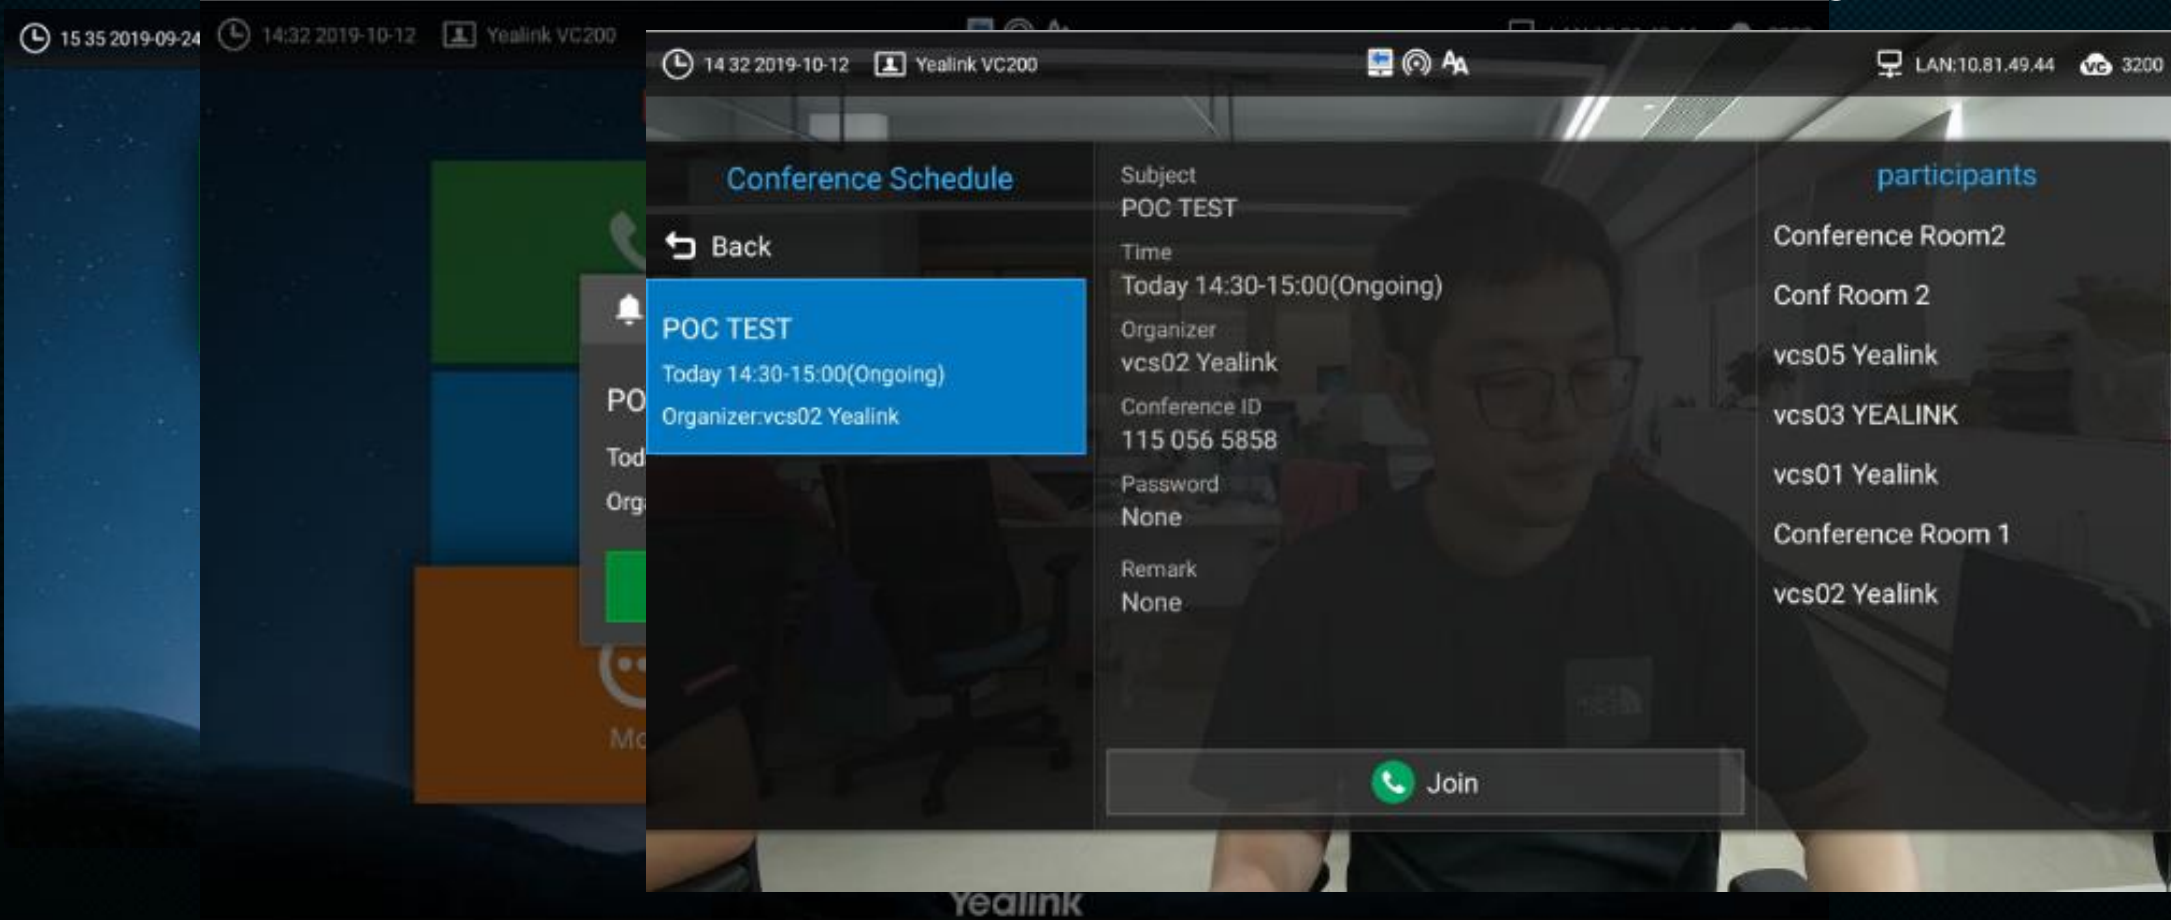 15 35 2019-09-24
14:32 2019-10-12 Yealink VC200
14 32 2019-10-12 Yealink VC200 AA LAN:10.81.49.44 VC 3200
Conference Schedule
Back
POC TEST
Today 14:30-15:00(Ongoing)
Organizer:vcs02 Yealink
Subject
POC TEST
Time
Today 14:30-15:00(Ongoing)
Organizer
vcs02 Yealink
Conference ID
115 056 5858
Password
None
Remark
None
Join
participants
Conference Room2
Conf Room 2
vcs05 Yealink
vcs03 YEALINK
vcs01 Yealink
Conference Room 1
vcs02 Yealink
PO
Tod
Org
Mo
Yealink